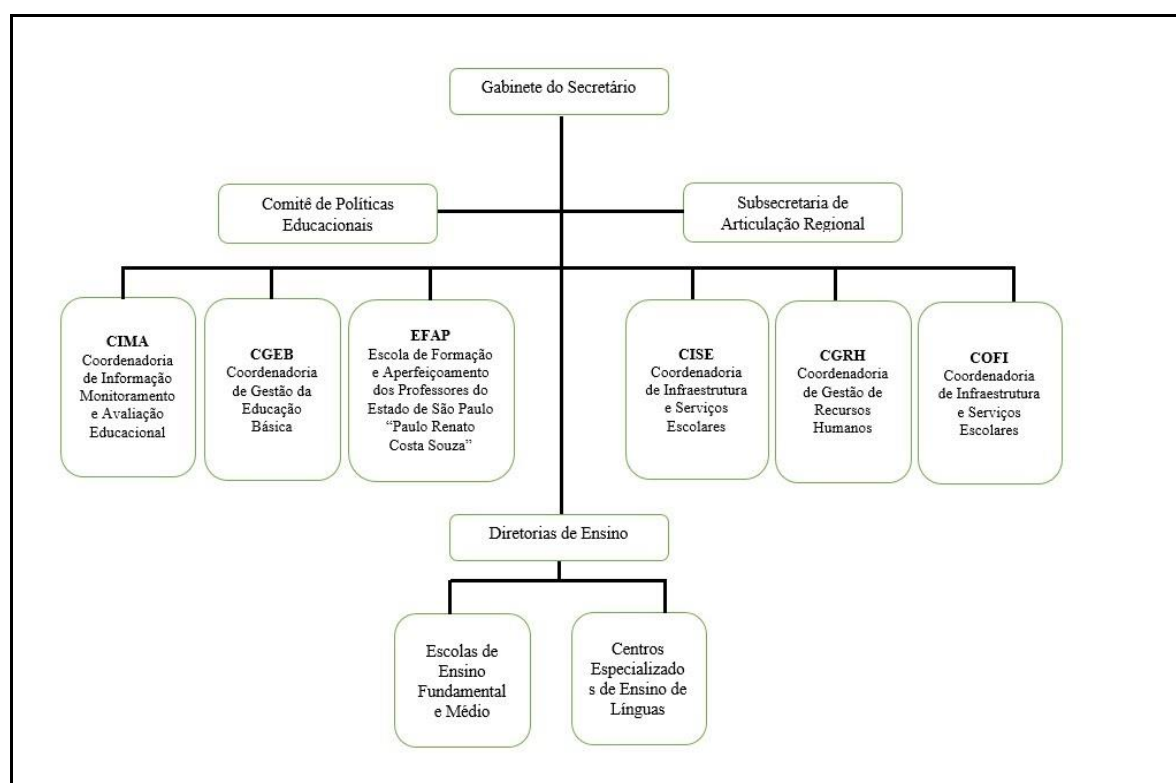 Gabinete do Secretário
Comitê de Políticas
Educacionais
Subsecretaria de
Articulação Regional
CIMA
Coordenadoria
de Informação
Monitoramento
e Avaliação
Educacional
CGEB
Coordenadoria
de Gestão da
Educação
Básica
EFAP
Escola de Formação
e Aperfeiçoamento
dos Professores do
Estado de São Paulo
“Paulo Renato
Costa Souza”
CISE
Coordenadoria
de Infraestrutura
e Serviços
Escolares
CGRH
Coordenadoria
de Gestão de
Recursos
Humanos
COFI
Coordenadoria
de Infraestrutura
e Serviços
Escolares
Diretorias de Ensino
Escolas de
Ensino
Fundamental
e Médio
Centros
Especializado
s de Ensino de
Línguas